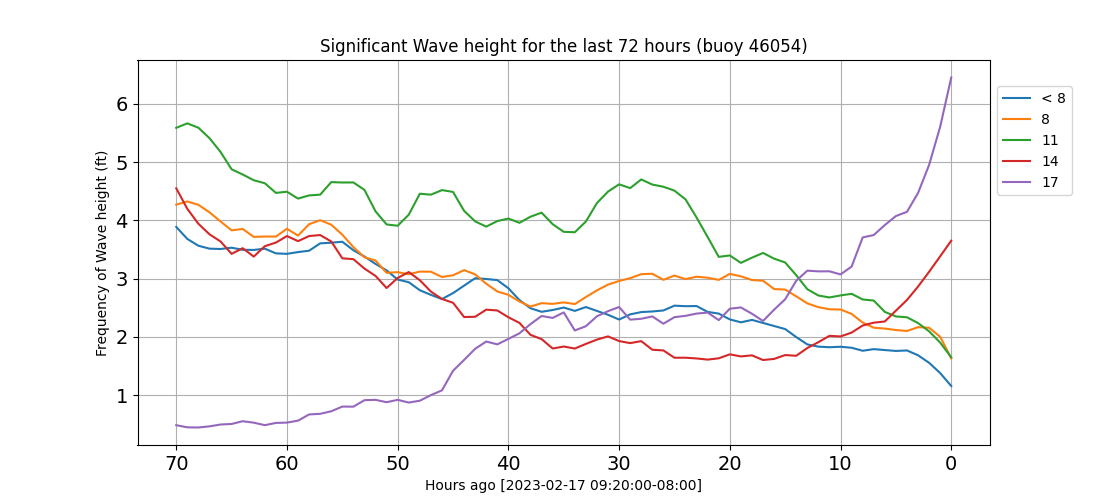 Significant Wave height for the last 72 hours (buoy 46054)
Frequency of Wave height (ft)
6
5
4
3
2
1
70 60 50 40 30 20 10 0
Hours ago [2023-02-17 09:20:00-08:00]
< 8
8
11
14
17